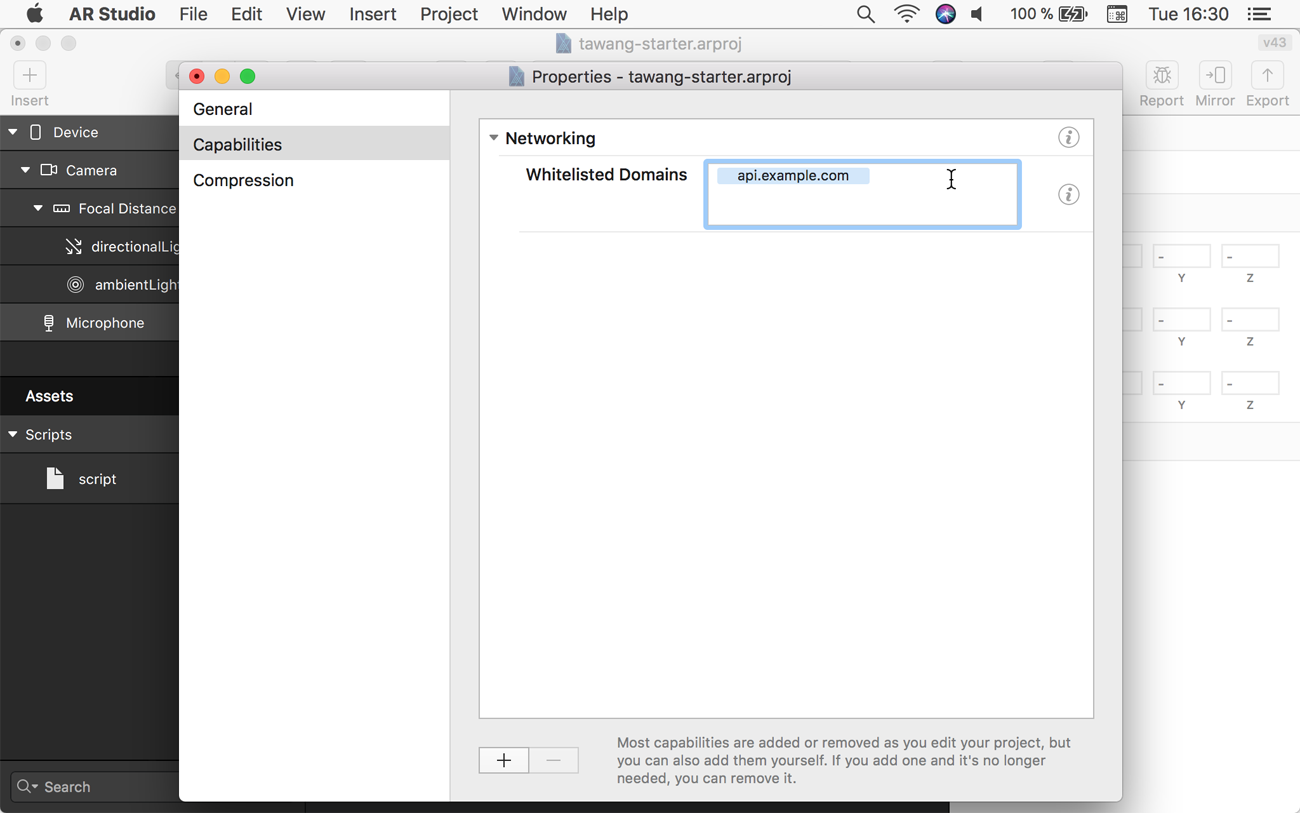 AR Studio File Edit View Insert Project Window Help 100 % Tue 16:30
tawang-starter.arproj v43
Properties - tawang-starter.arproj
Insert
Report Mirror Export
General
Capabilities
Compression
Networking
Whitelisted Domains api.example.com
Device
Camera
Focal Distance
directionalLig
ambientLight
Microphone
Assets
Scripts
script
Search
- -
Y Z
- -
Y Z
- -
Y Z
Most capabilities are added or removed as you edit your project, but
you can also add them yourself. If you add one and it's no longer
needed, you can remove it.